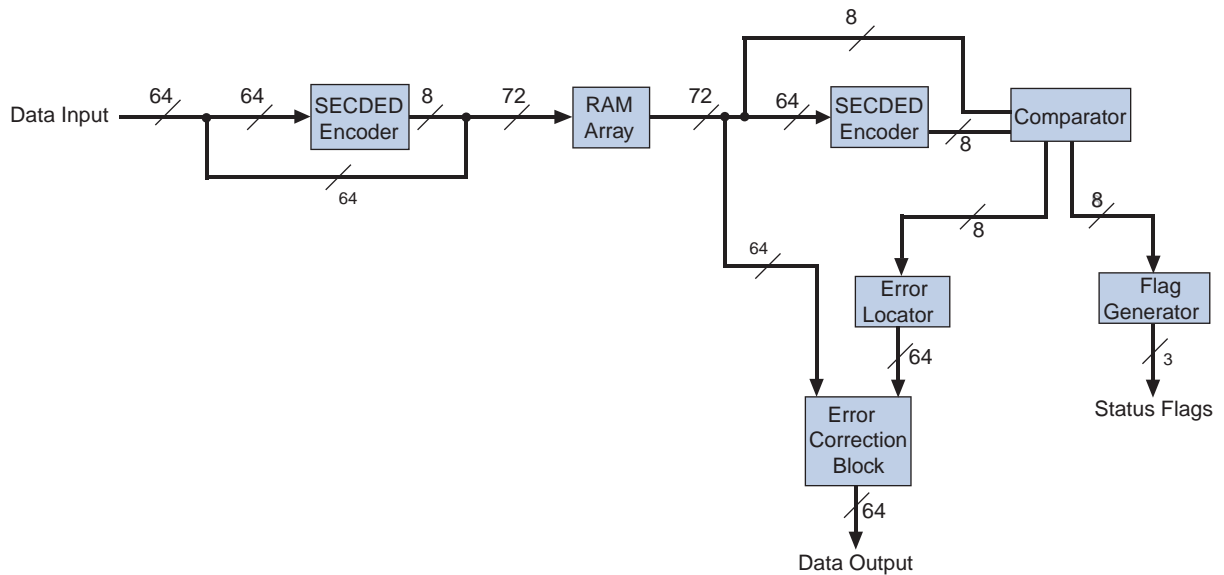 8
64
64
SECDED
Encoder
8
72
RAM
Array
72
64
SECDED
Encoder
8
Comparator
Data Input
64
8
8
64
Error
Locator
Flag
Generator
64
3
Status Flags
Error
Correction
Block
64
Data Output